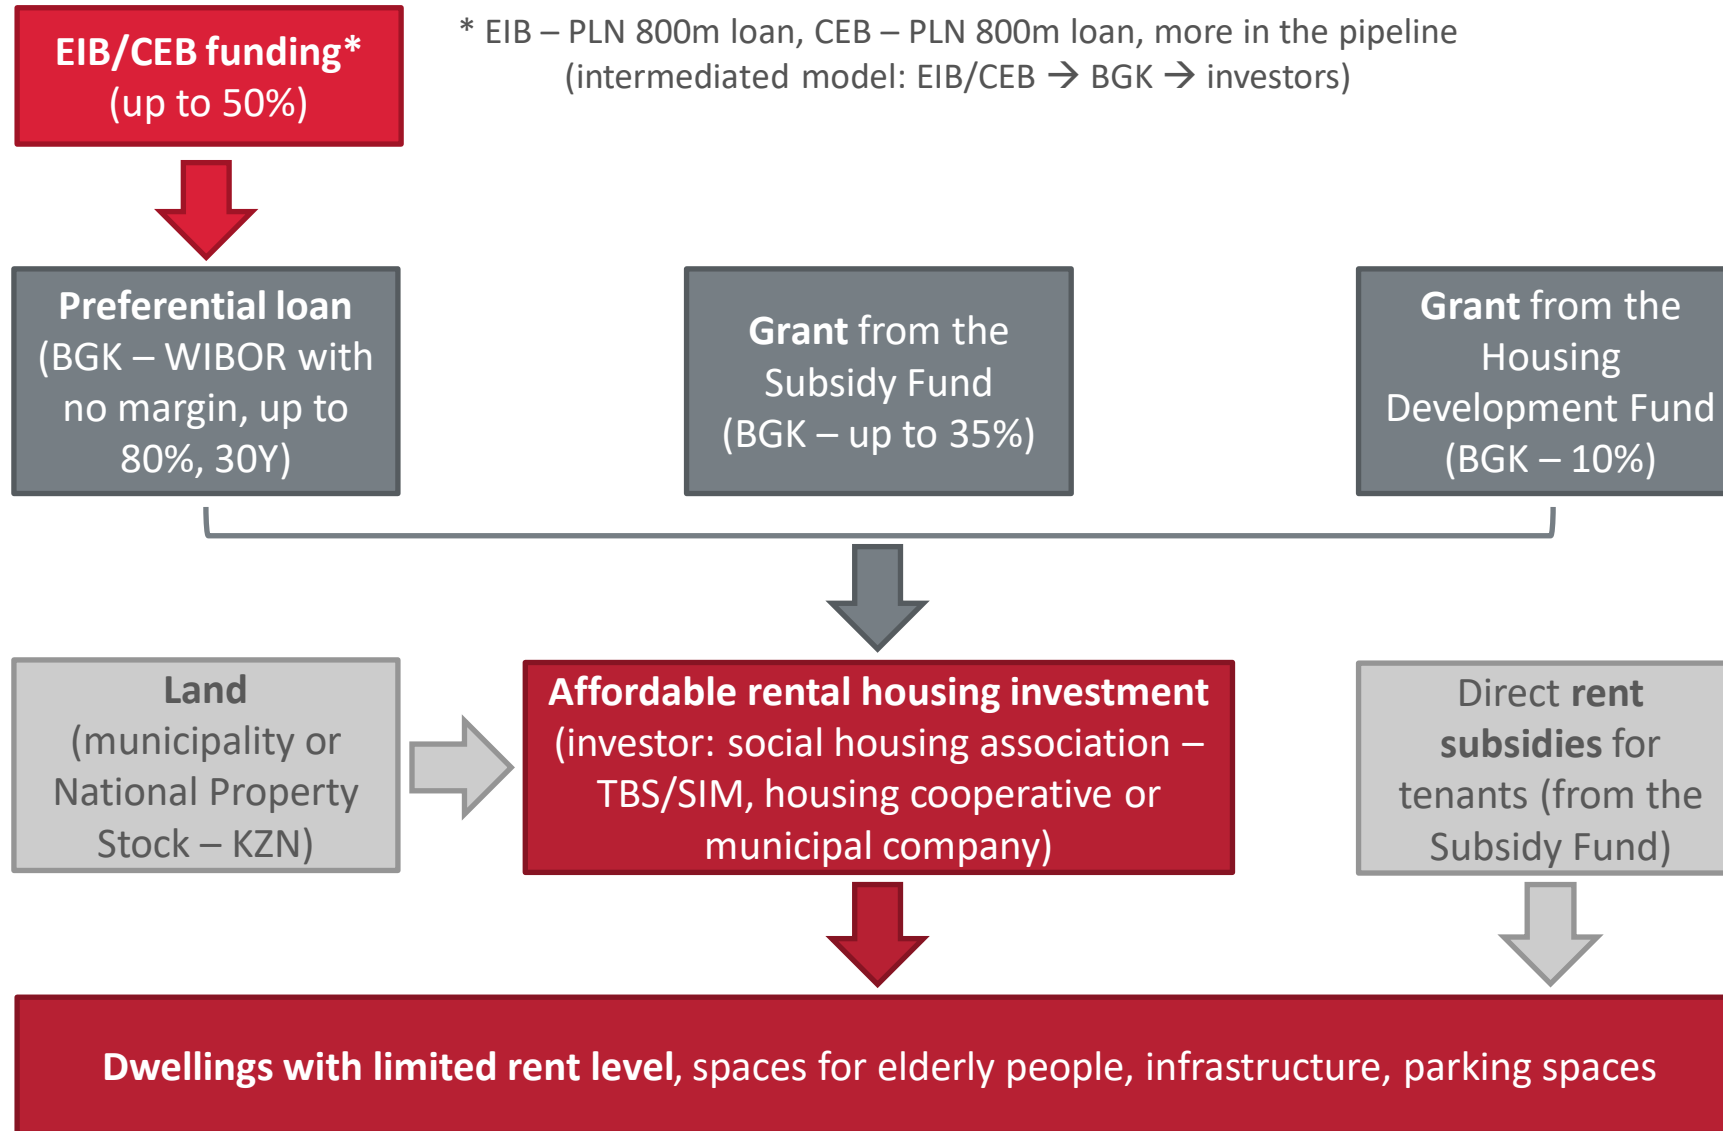 EIB/CEB funding*
(up to 50%)
* EIB – PLN 800m loan, CEB – PLN 800m loan, more in the pipeline
(intermediated model: EIB/CEB → BGK → investors)
Preferential loan
(BGK – WIBOR with
no margin, up to
80%, 30Y)
Grant from the
Subsidy Fund
(BGK – up to 35%)
Grant from the
Housing
Development Fund
(BGK – 10%)
Land
(municipality or
National Property
Stock – KZN)
Affordable rental housing investment
(investor: social housing association –
TBS/SIM, housing cooperative or
municipal company)
Direct rent
subsidies for
tenants (from the
Subsidy Fund)
Dwellings with limited rent level, spaces for elderly people, infrastructure, parking spaces